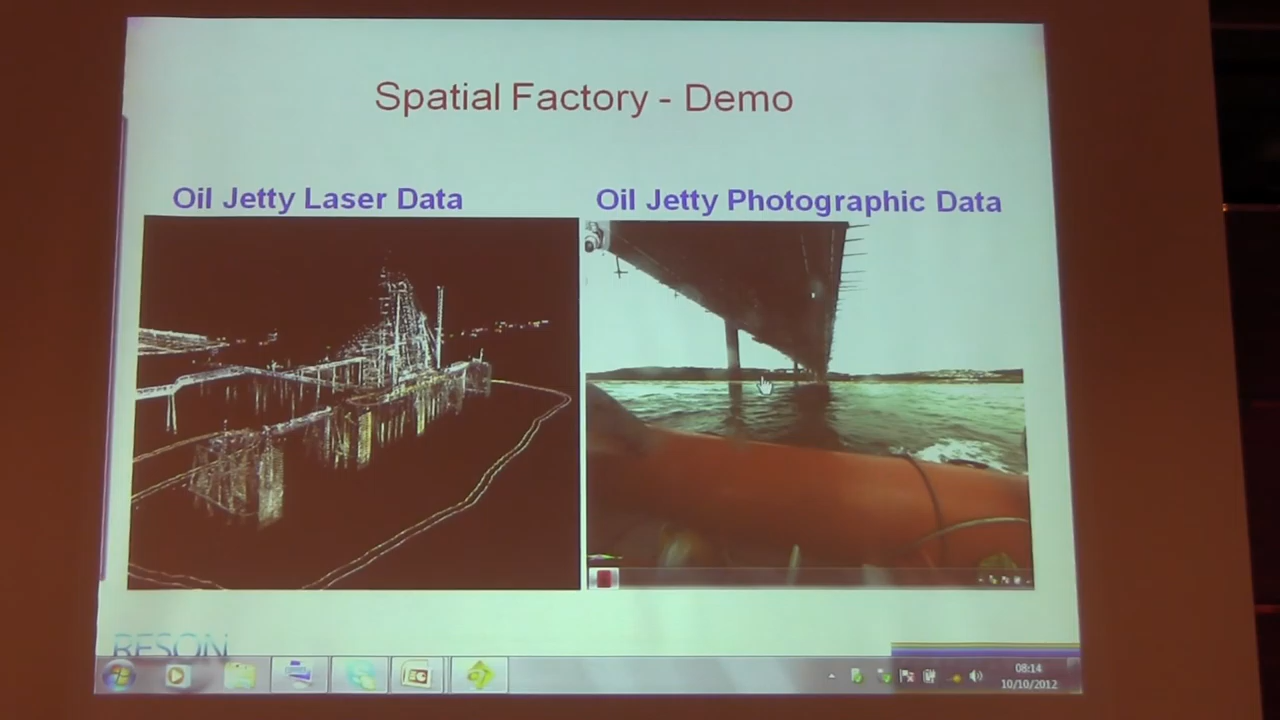 Spatial Factory - Demo
Oil Jetty Laser Data
Oil Jetty Photographic Data
RESON
08:14
10/10/2012